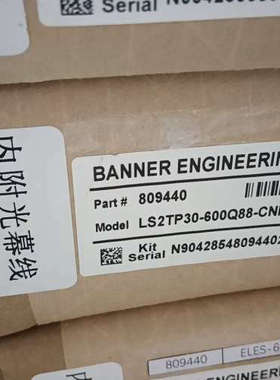 Serial
内附光幕线
BANNER ENGINEERI
Part # 809440
Model LS2TP30-600Q88-CN
Kit
Serial N9042854809440
809440 ELES-6